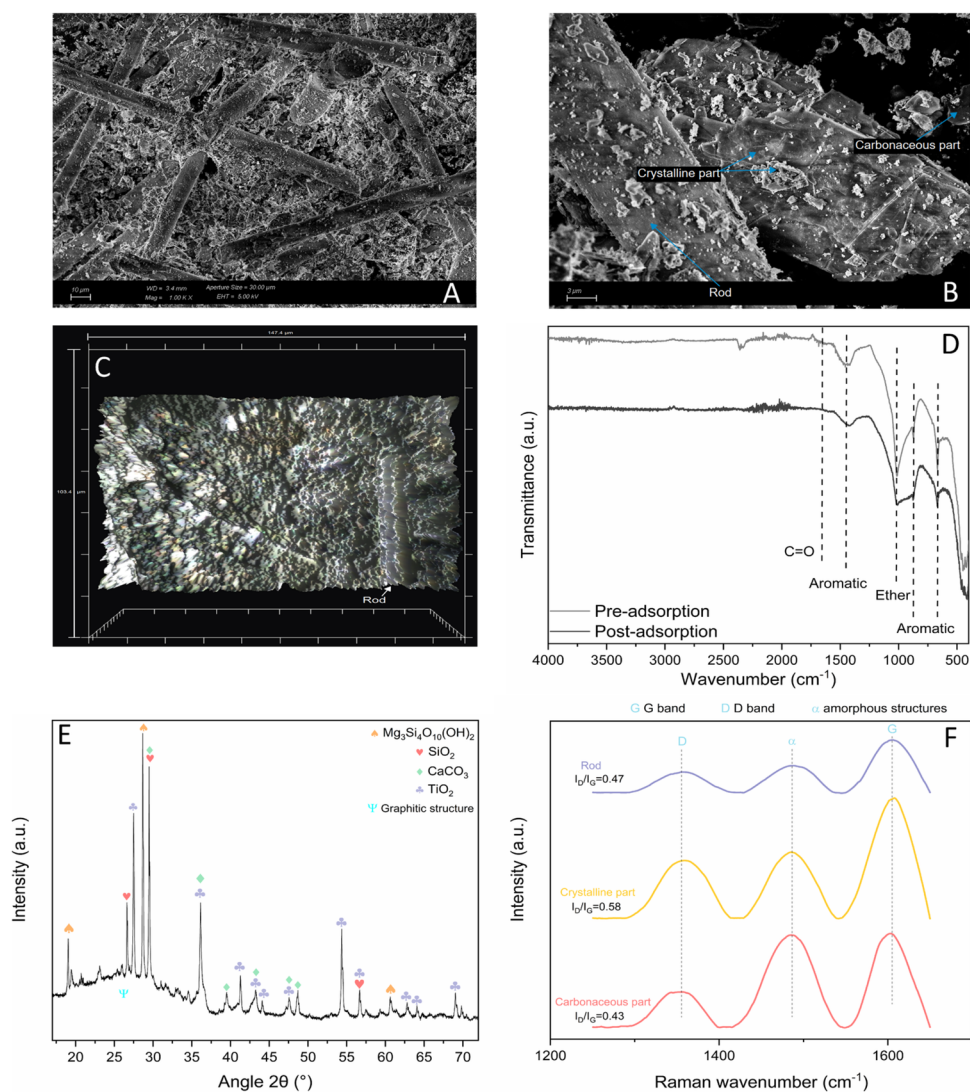 10 µm
WD = 3.4 mm
Aperture Size = 30.00 µm
Mag = 1.00 K X
EHT = 5.00 kV
A
Carbonaceous part
Crystalline part
Rod
3 µm
B
147.4 µm
C
103.4 µm
Rod
D
Transmittance (a.u.)
C=O
Aromatic
Ether
Aromatic
Pre-adsorption
Post-adsorption
4000 3500 3000 2500 2000 1500 1000 500
Wavenumber (cm⁻¹)
E
Mg₃Si₄O₁₀(OH)₂
SiO₂
CaCO₃
TiO₂
Ψ Graphitic structure
Ψ
Intensity (a.u.)
20 25 30 35 40 45 50 55 60 65 70
Angle 2θ (°)
G G band D D band α amorphous structures
F
D α G
Rod
I_D/I_G=0.47
Crystalline part
I_D/I_G=0.58
Carbonaceous part
I_D/I_G=0.43
Intensity (a.u.)
1200 1400 1600
Raman wavenumber (cm⁻¹)